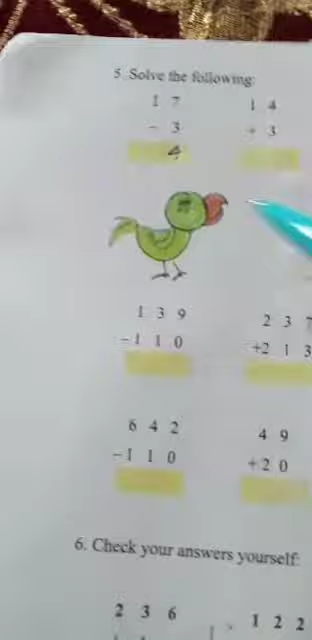 5. Solve the following:
1 7 1 4
- 3 + 3
4
1 3 9 2 3 7
-1 1 0 +2 1 3
6 4 2 4 9
-1 1 0 +2 0
6. Check your answers yourself:
2 3 6 1 2 2